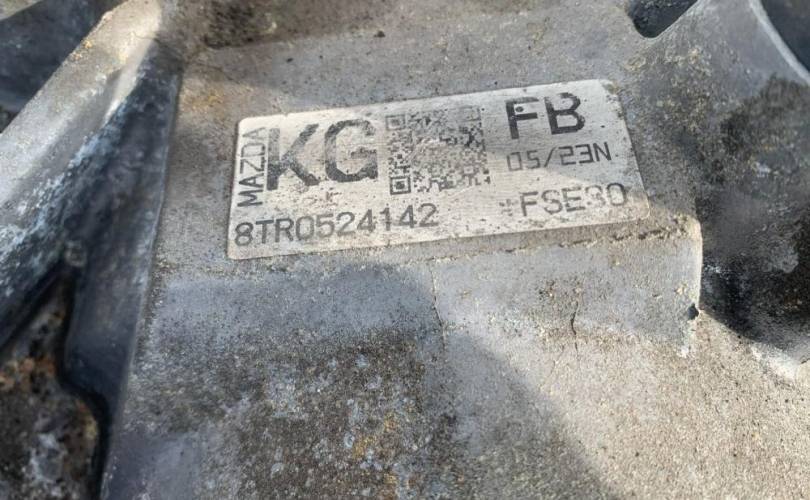 MAZDA
KG
FB
05/23N
8TR0524142
FSE30